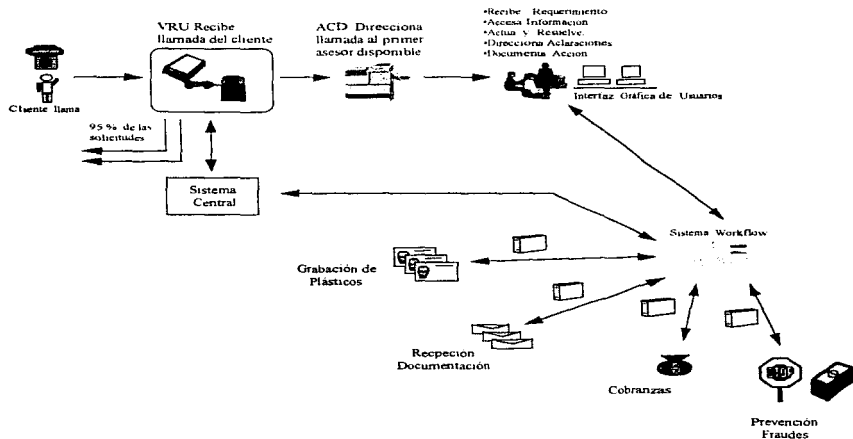 VRU Recibe
llamada del cliente
ACD Direcciona
llamada al primer
asesor disponible
•Recibe Requerimiento
•Accesa Información
•Actua y Resuelve.
•Direcciona Aclaraciones
•Documenta Acción
Cliente llama
Interfaz Gráfica de Usuarios
95 % de las
solicitudes
Sistema
Central
Sistema Workflow
Grabación de
Plásticos
Recpeción
Documentación
Cobranzas
Prevención
Fraudes